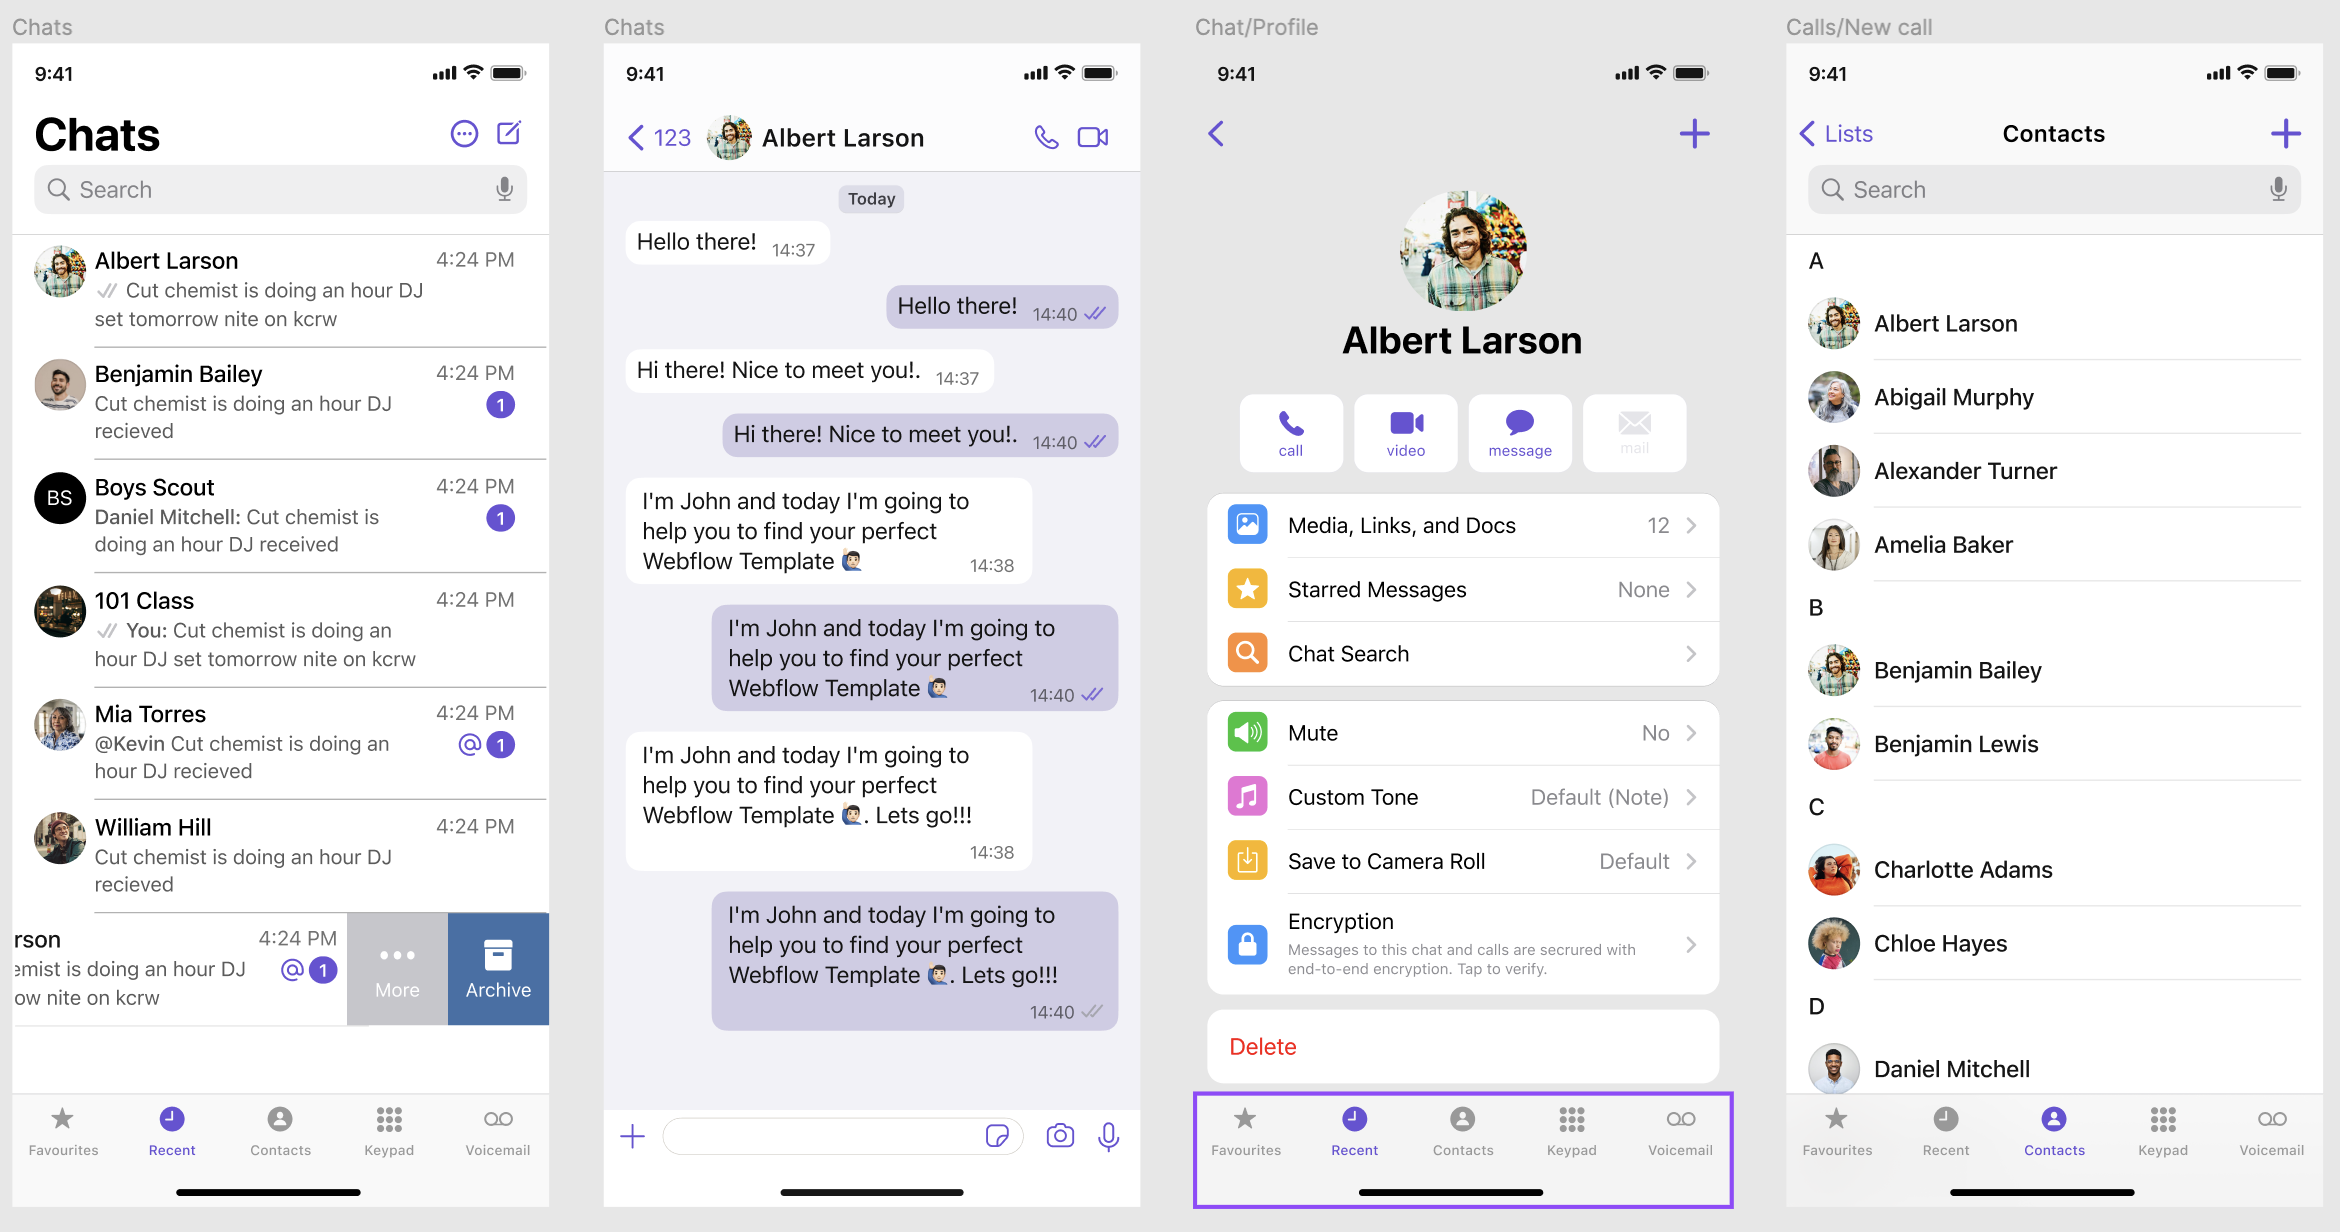 Chats
9:41
Chats
Search
Albert Larson 4:24 PM
Cut chemist is doing an hour DJ
set tomorrow nite on kcrw
Benjamin Bailey 4:24 PM
Cut chemist is doing an hour DJ 1
recieved
BS
Boys Scout 4:24 PM
Daniel Mitchell: Cut chemist is 1
doing an hour DJ received
101 Class 4:24 PM
You: Cut chemist is doing an
hour DJ set tomorrow nite on kcrw
Mia Torres 4:24 PM
@Kevin Cut chemist is doing an @ 1
hour DJ recieved
William Hill 4:24 PM
Cut chemist is doing an hour DJ
recieved
rson 4:24 PM
emist is doing an hour DJ @ 1
ow nite on kcrw
More
Archive
Favourites Recent Contacts Keypad Voicemail
Chats
9:41
123 Albert Larson
Today
Hello there! 14:37
Hello there! 14:40
Hi there! Nice to meet you!. 14:37
Hi there! Nice to meet you!. 14:40
I'm John and today I'm going to
help you to find your perfect
Webflow Template 🙋🏻‍♂️ 14:38
I'm John and today I'm going to
help you to find your perfect
Webflow Template 🙋🏻‍♂️ 14:40
I'm John and today I'm going to
help you to find your perfect
Webflow Template 🙋🏻‍♂️. Lets go!!!
14:38
I'm John and today I'm going to
help you to find your perfect
Webflow Template 🙋🏻‍♂️. Lets go!!!
14:40
Chat/Profile
9:41
Albert Larson
call video message mail
Media, Links, and Docs 12
Starred Messages None
Chat Search
Mute No
Custom Tone Default (Note)
Save to Camera Roll Default
Encryption
Messages to this chat and calls are secrured with
end-to-end encryption. Tap to verify.
Delete
Favourites Recent Contacts Keypad Voicemail
Calls/New call
9:41
Lists Contacts
Search
A
Albert Larson
Abigail Murphy
Alexander Turner
Amelia Baker
B
Benjamin Bailey
Benjamin Lewis
C
Charlotte Adams
Chloe Hayes
D
Daniel Mitchell
Favourites Recent Contacts Keypad Voicemail